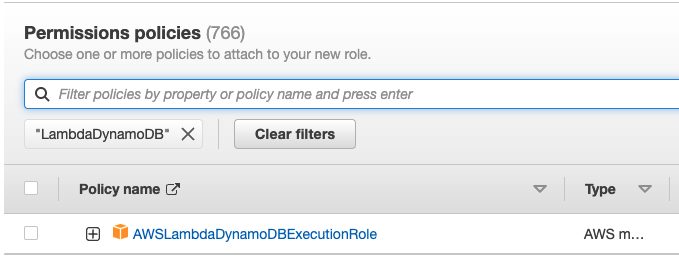 Permissions policies (766)
Choose one or more policies to attach to your new role.
Filter policies by property or policy name and press enter
"LambdaDynamoDB" Clear filters
Policy name Type
AWSLambdaDynamoDBExecutionRole AWS m...